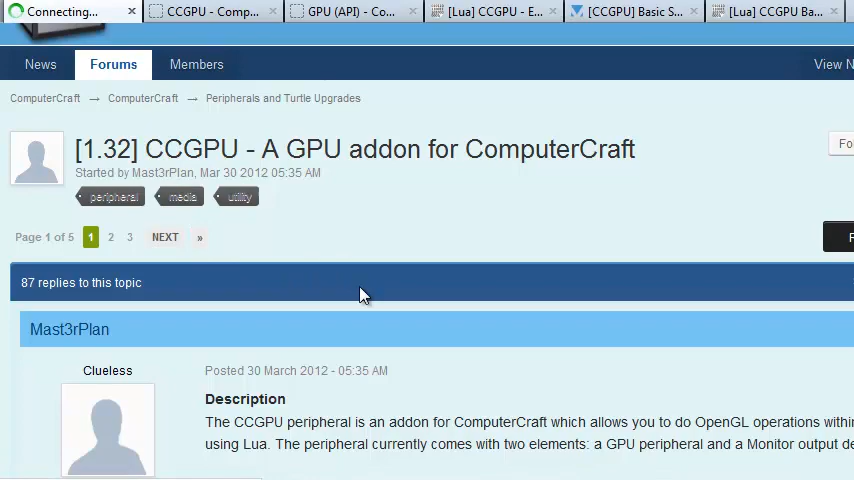 Connecting...
CCGPU - Comp...
GPU (API) - Co...
[Lua] CCGPU - E...
[CCGPU] Basic S...
[Lua] CCGPU Ba...
News
Forums
Members
View N
ComputerCraft → ComputerCraft → Peripherals and Turtle Upgrades
[1.32] CCGPU - A GPU addon for ComputerCraft
Fo
Started by Mast3rPlan, Mar 30 2012 05:35 AM
peripheral media utility
Page 1 of 5 1 2 3 NEXT »
87 replies to this topic
Mast3rPlan
Clueless
Posted 30 March 2012 - 05:35 AM
Description
The CCGPU peripheral is an addon for ComputerCraft which allows you to do OpenGL operations within
using Lua. The peripheral currently comes with two elements: a GPU peripheral and a Monitor output de